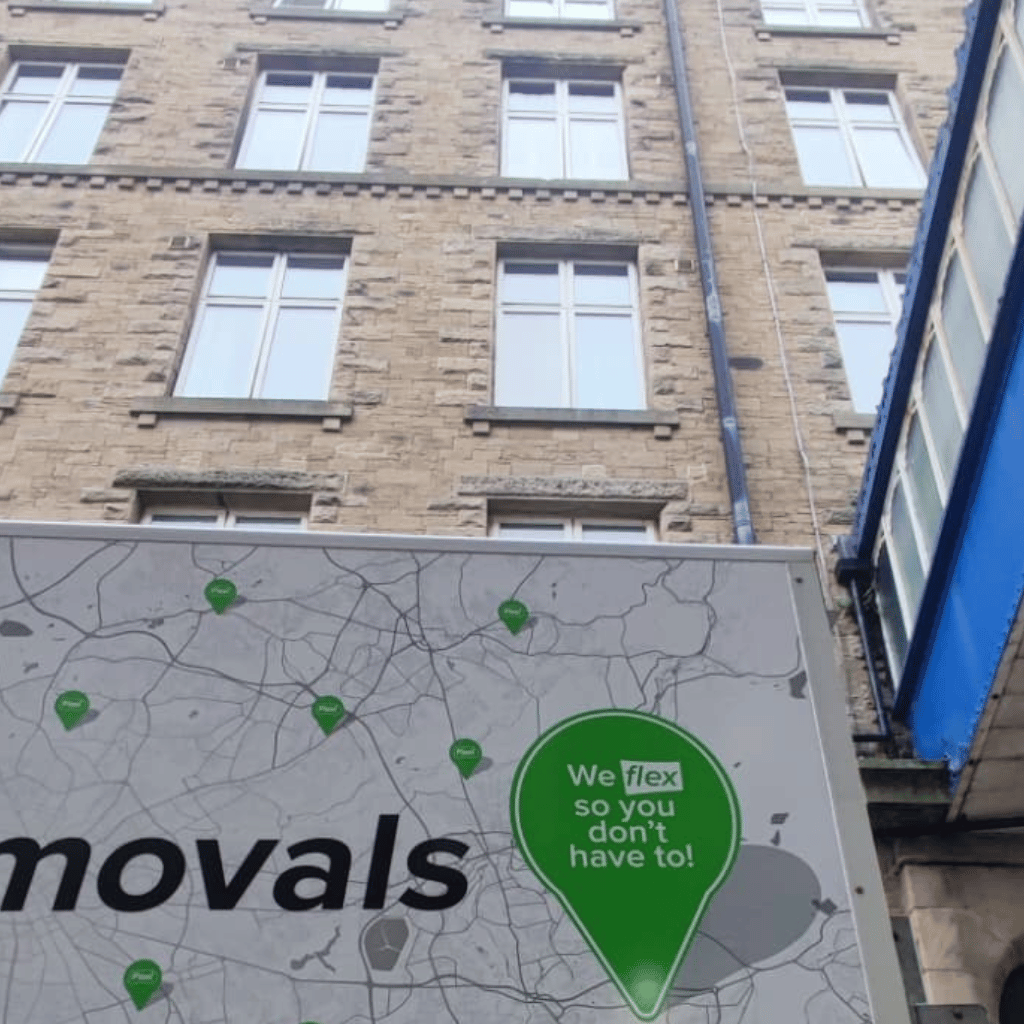 We flex
so you
don't
have to!
movals